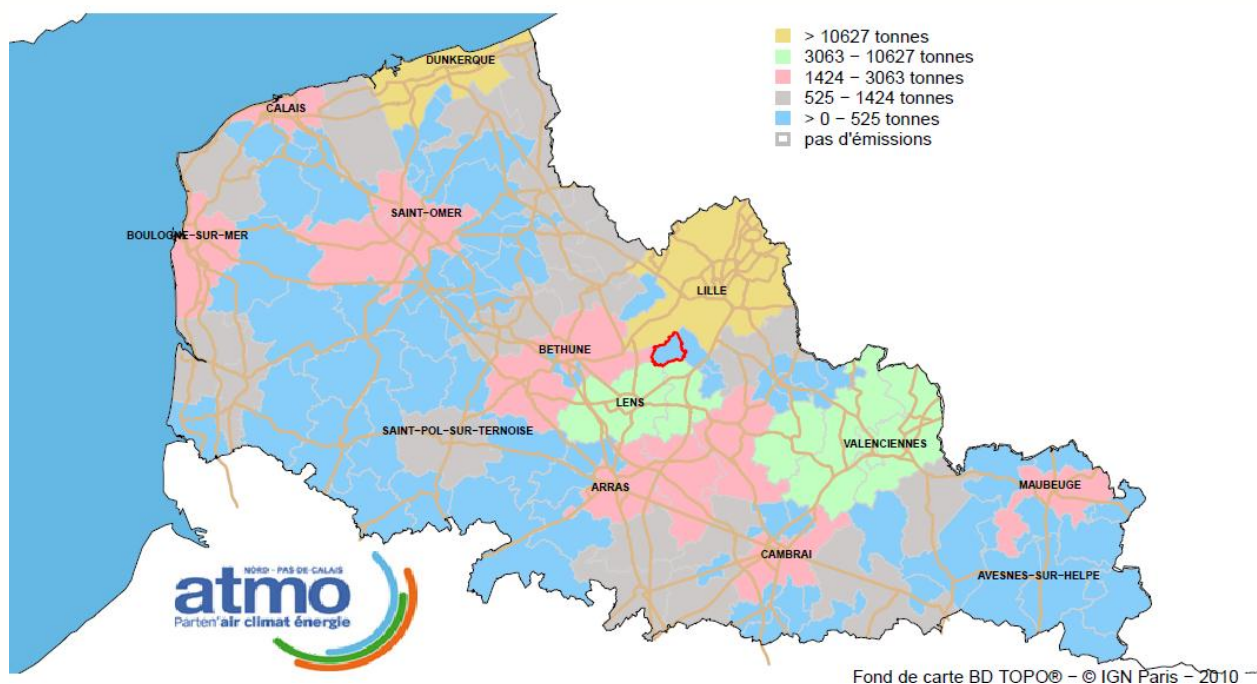 > 10627 tonnes
3063 − 10627 tonnes
1424 − 3063 tonnes
525 − 1424 tonnes
> 0 − 525 tonnes
pas d'émissions
DUNKERQUE
CALAIS
SAINT−OMER
BOULOGNE−SUR−MER
LILLE
BETHUNE
LENS
SAINT−POL−SUR−TERNOISE
VALENCIENNES
ARRAS
MAUBEUGE
CAMBRAI
AVESNES−SUR−HELPE
NORD - PAS-DE-CALAIS
atmo
Parten'air climat énergie
Fond de carte BD TOPO® − © IGN Paris − 2010